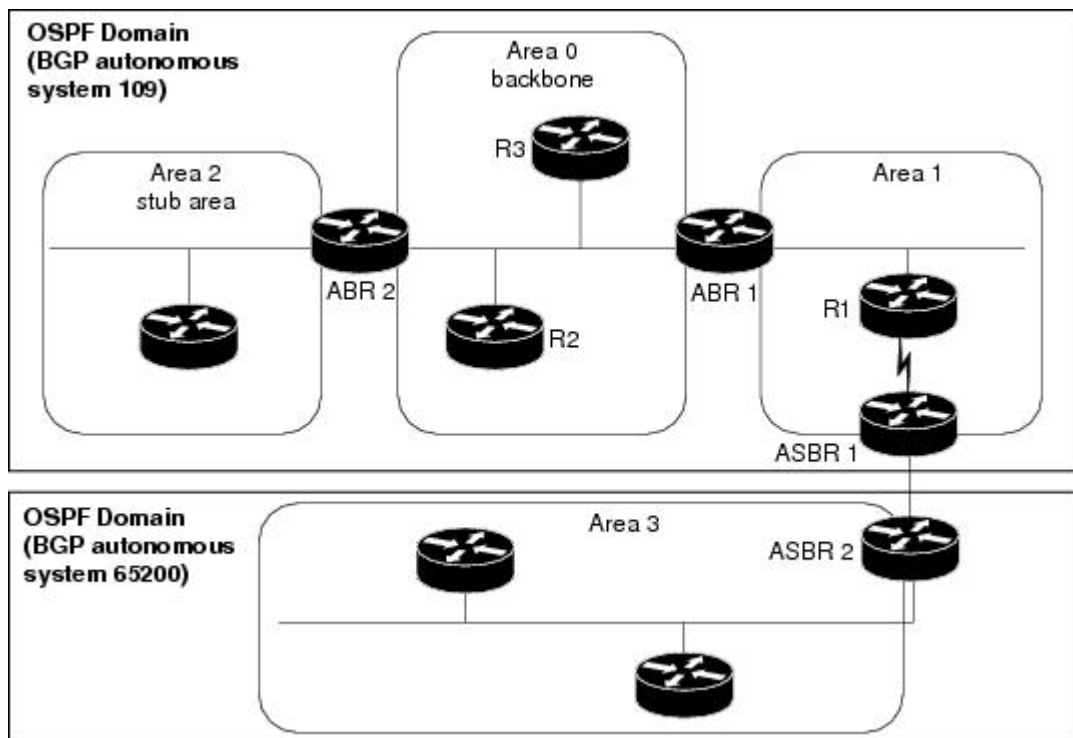 OSPF Domain
(BGP autonomous
system 109)
Area 0
backbone
R3
Area 2
stub area
Area 1
ABR 2
ABR 1
R1
R2
ASBR 1
OSPF Domain
(BGP autonomous
system 65200)
Area 3
ASBR 2